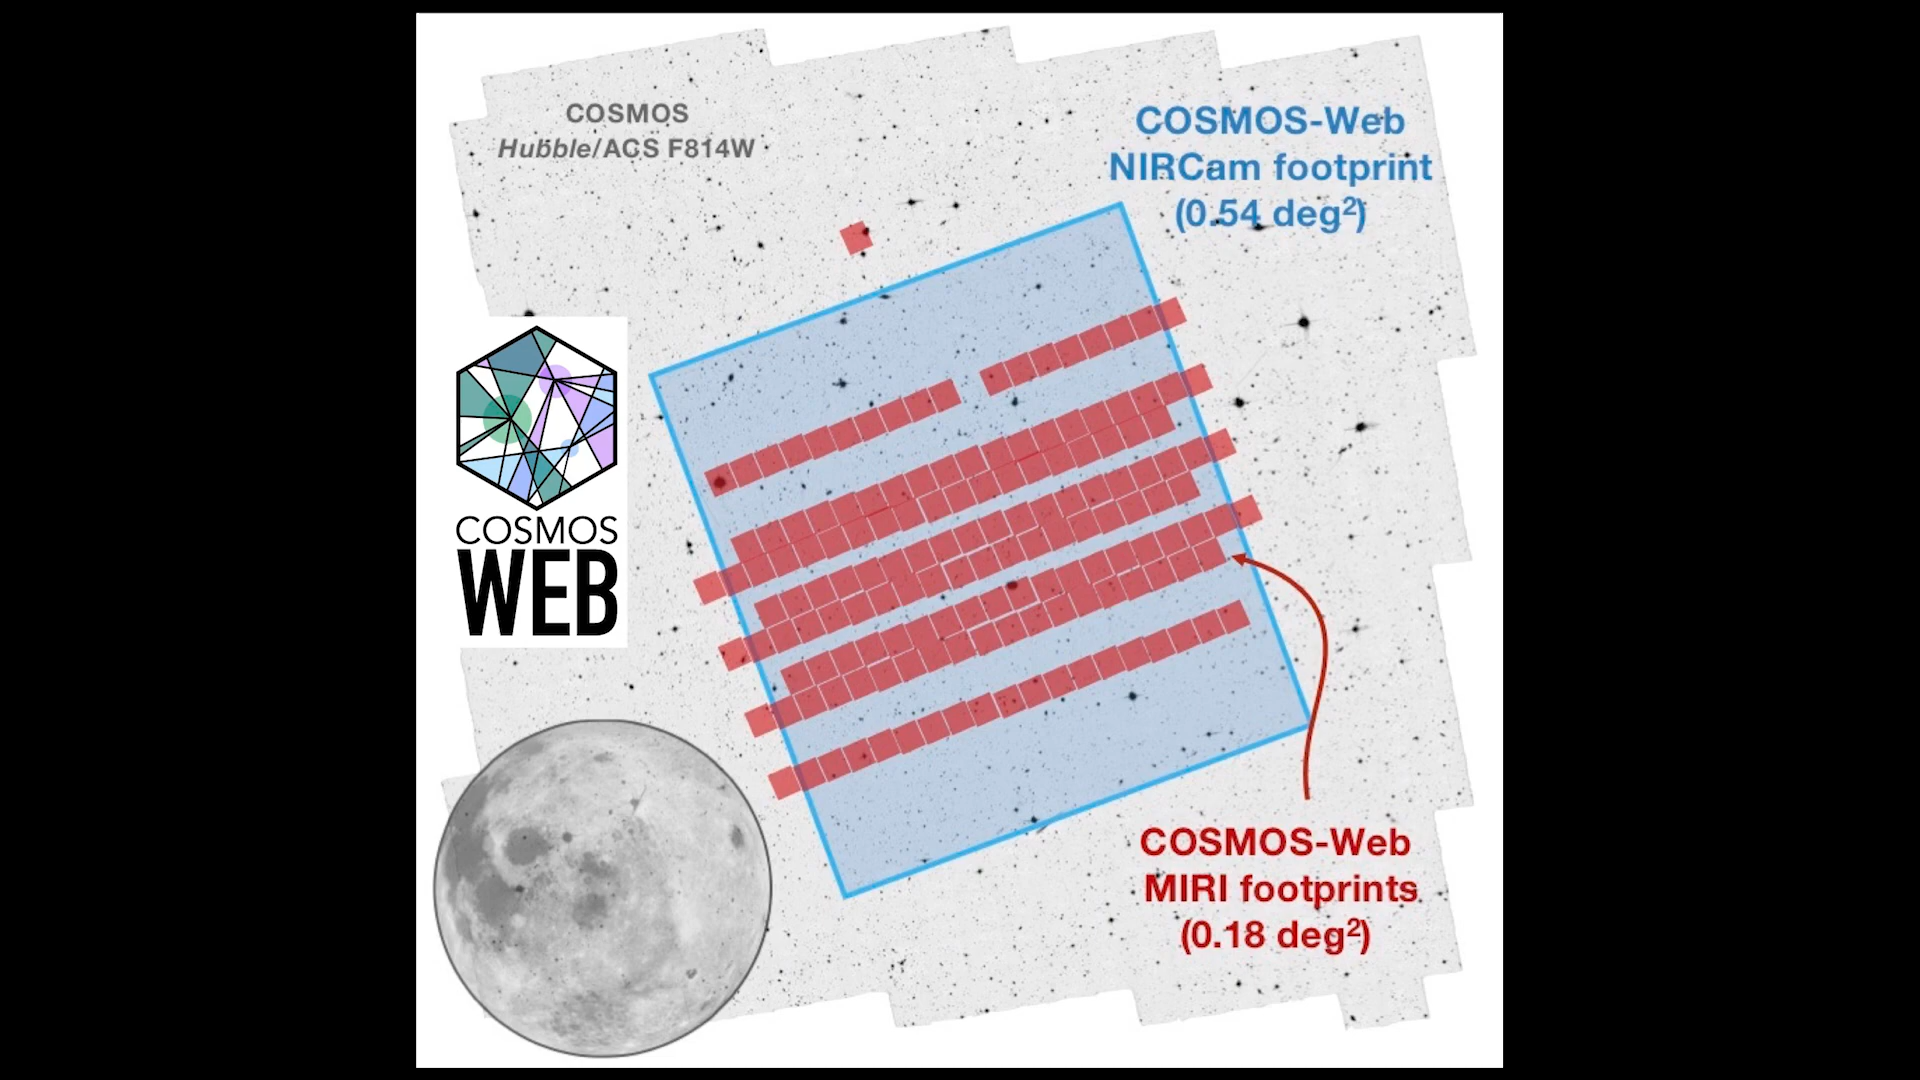 COSMOS
Hubble/ACS F814W
COSMOS-Web
NIRCam footprint
(0.54 deg²)
COSMOS
WEB
COSMOS-Web
MIRI footprints
(0.18 deg²)